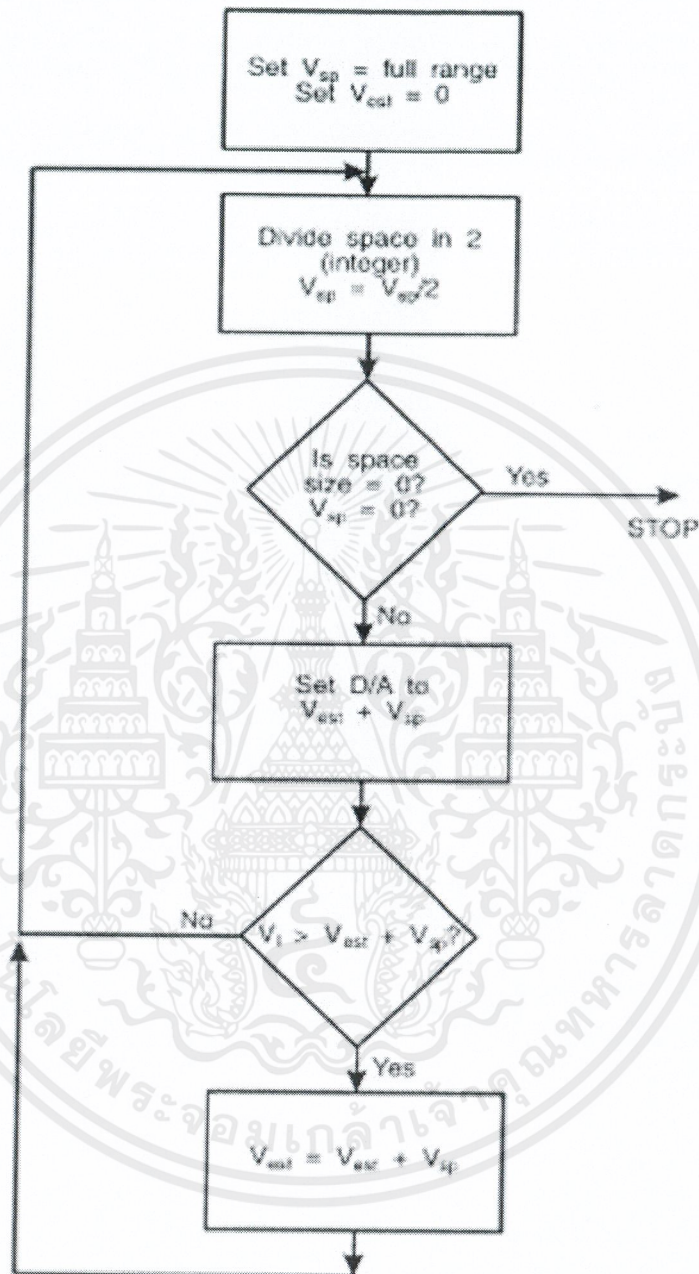 Set V_sp = full range
Set V_est = 0
Divide space in 2
(integer)
V_sp = V_sp/2
Is space
size = 0?
V_sp = 0?
Yes
STOP
No
Set D/A to
V_est + V_sp
No
V_i > V_est + V_sp?
Yes
V_est = V_est + V_sp